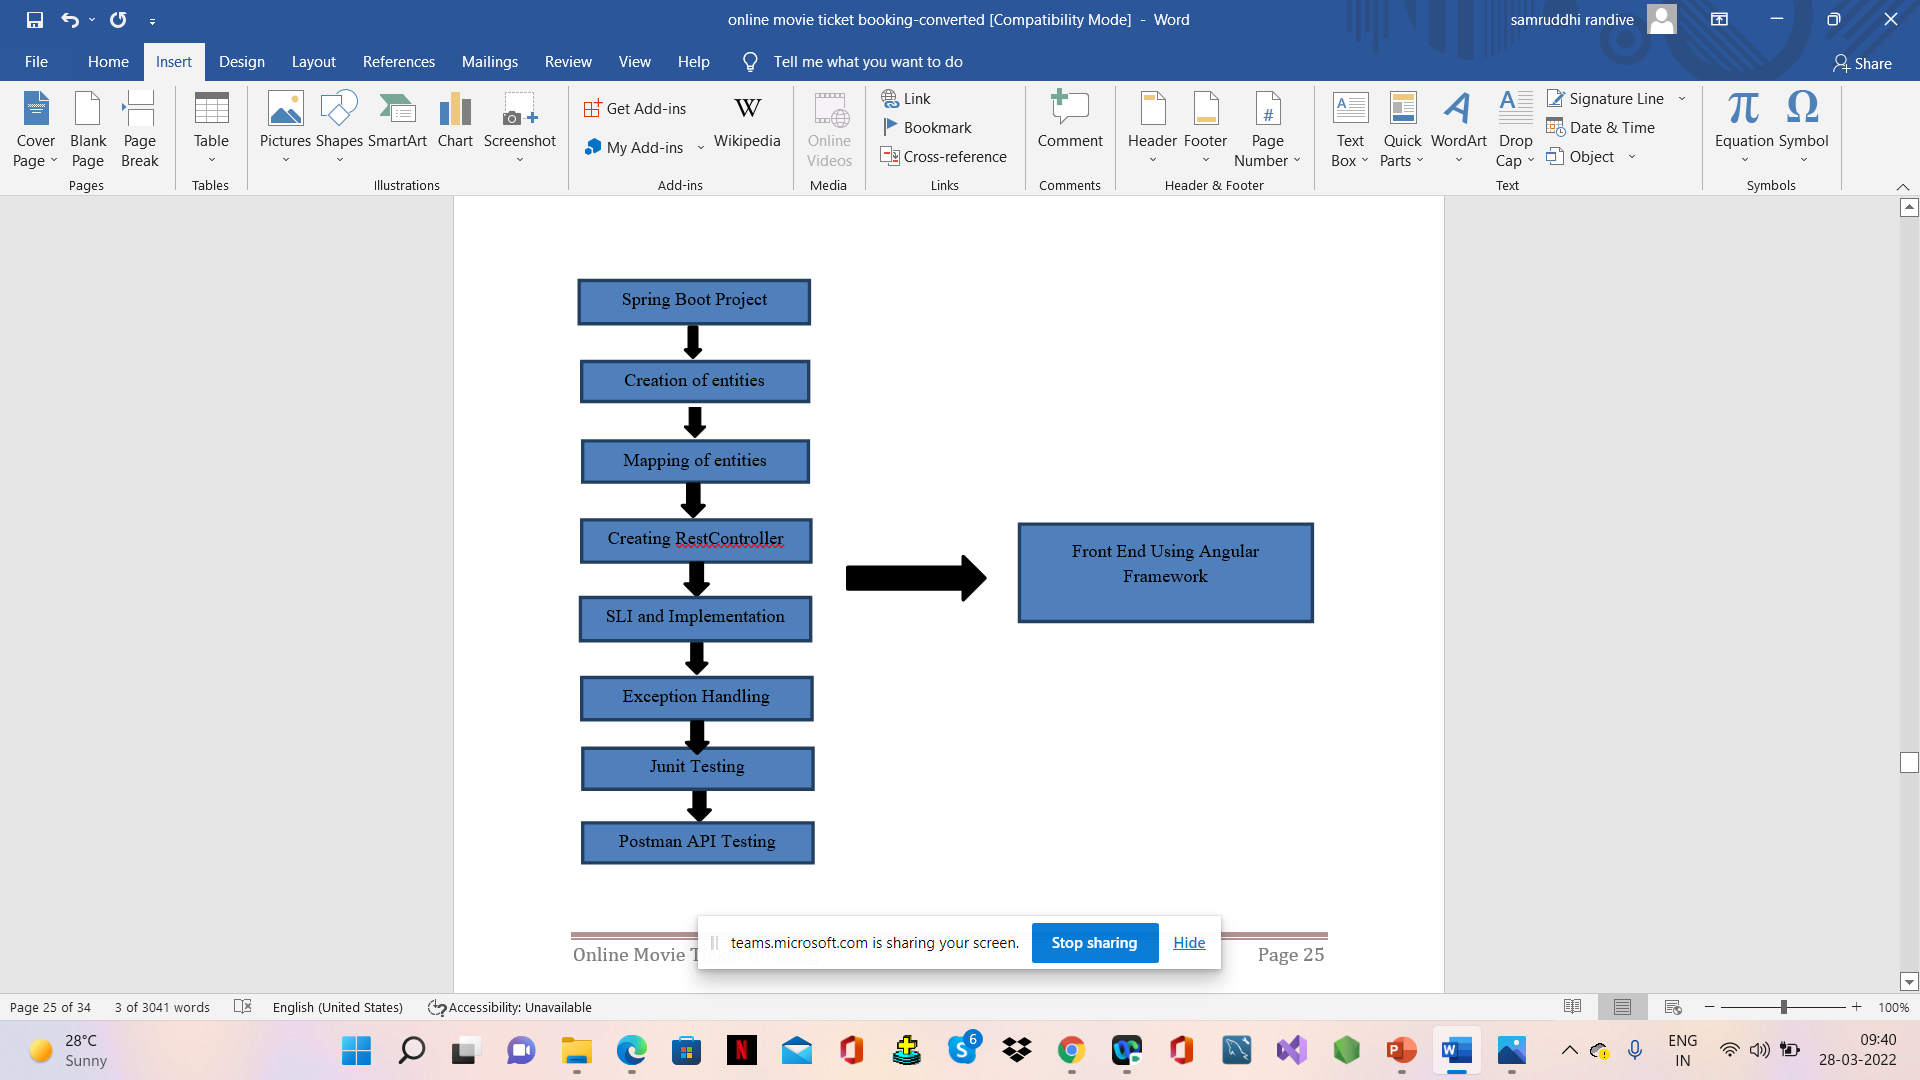 online movie ticket booking-converted [Compatibility Mode] - Word
samruddhi randive
File Home Insert Design Layout References Mailings Review View Help Tell me what you want to do
Share
Cover
Page
Blank
Page
Page
Break
Pages
Table
Tables
Pictures
Shapes
SmartArt
Chart
Screenshot
Illustrations
Get Add-ins
My Add-ins
Wikipedia
Add-ins
Online
Videos
Media
Link
Bookmark
Cross-reference
Links
Comment
Comments
Header
Footer
Page
Number
Header & Footer
Text
Box
Quick
Parts
WordArt
Drop
Cap
Signature Line
Date & Time
Object
Text
Equation
Symbol
Symbols
Spring Boot Project
Creation of entities
Mapping of entities
Creating RestController
SLI and Implementation
Exception Handling
Junit Testing
Postman API Testing
Front End Using Angular
Framework
Online Movie
Page 25
teams.microsoft.com is sharing your screen.
Stop sharing
Hide
Page 25 of 34
3 of 3041 words
English (United States)
Accessibility: Unavailable
100%
28°C
Sunny
6
ENG
IN
09:40
28-03-2022